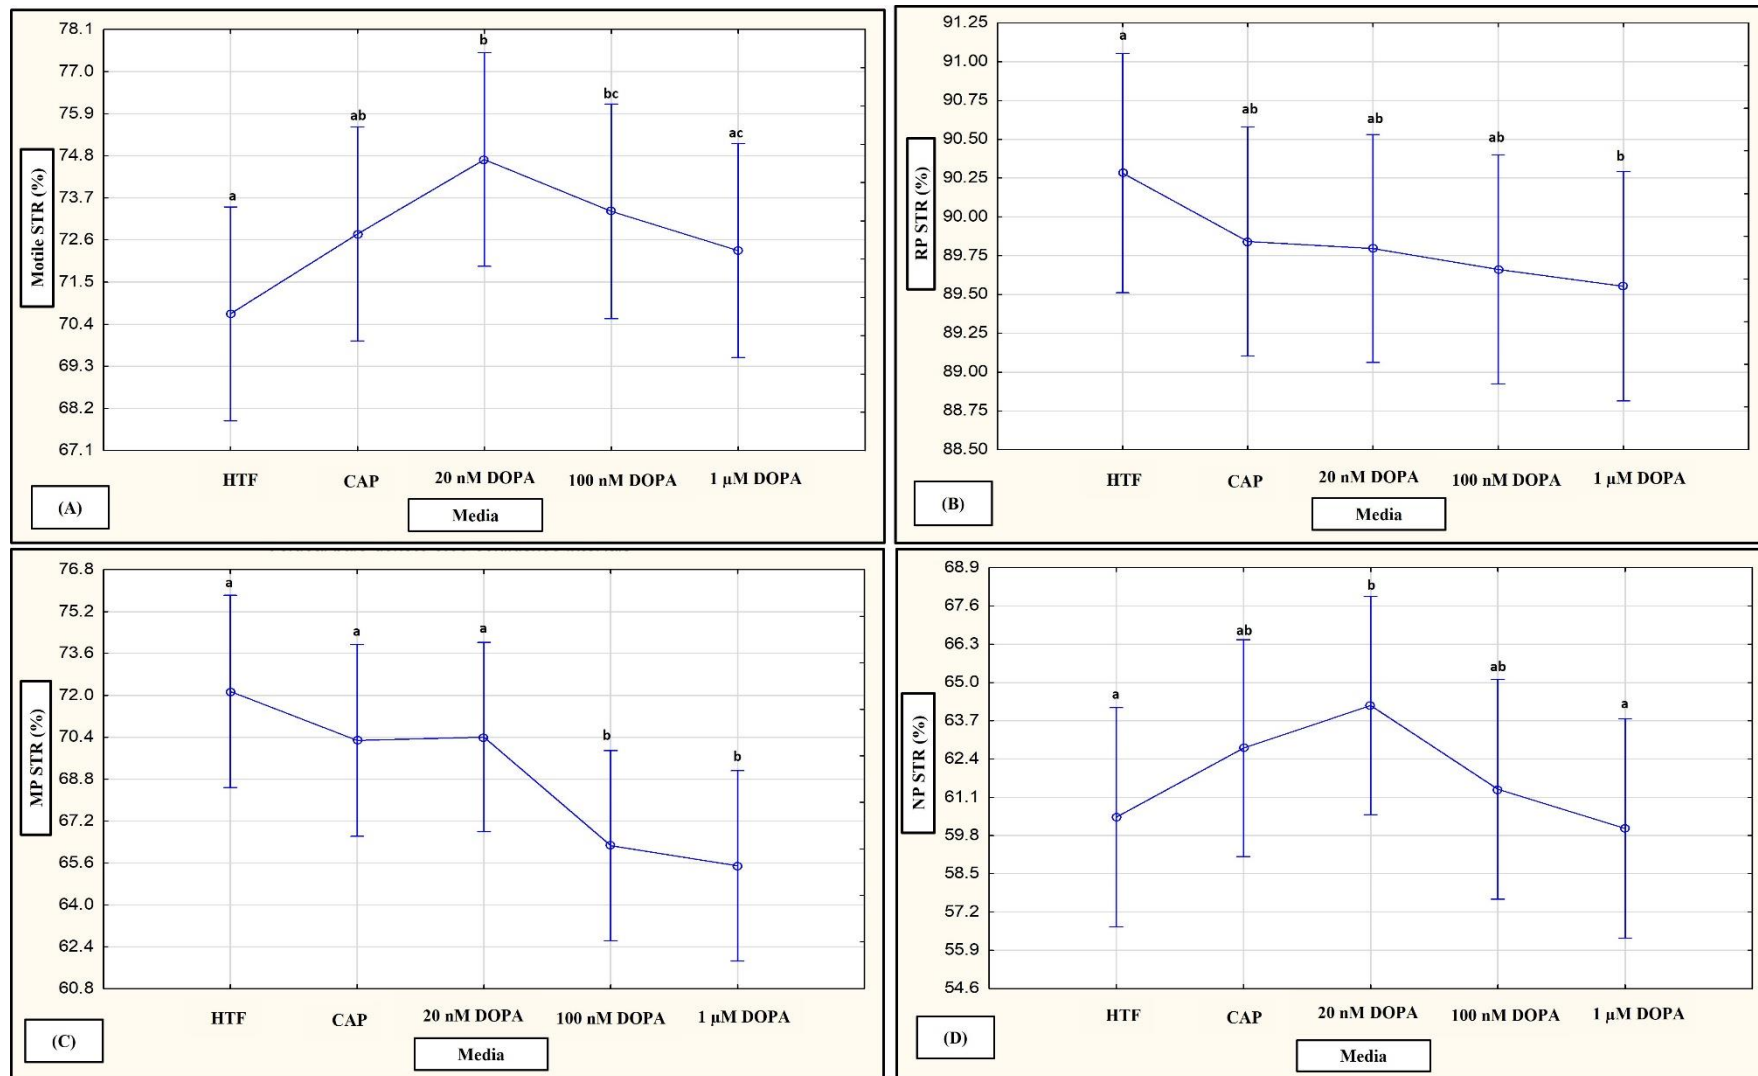 78.1
77.0
75.9
74.8
73.7
72.6
71.5
70.4
69.3
68.2
67.1
Motile STR (%)
a
ab
b
bc
ac
HTF CAP 20 nM DOPA 100 nM DOPA 1 µM DOPA
(A)
Media
91.25
91.00
90.75
90.50
90.25
90.00
89.75
89.50
89.25
89.00
88.75
88.50
RP STR (%)
a
ab
ab
ab
b
HTF CAP 20 nM DOPA 100 nM DOPA 1 µM DOPA
(B)
Media
76.8
75.2
73.6
72.0
70.4
68.8
67.2
65.6
64.0
62.4
60.8
MP STR (%)
a
a
a
b
b
HTF CAP 20 nM DOPA 100 nM DOPA 1 µM DOPA
(C)
Media
68.9
67.6
66.3
65.0
63.7
62.4
61.1
59.8
58.5
57.2
55.9
54.6
NP STR (%)
a
ab
b
ab
a
HTF CAP 20 nM DOPA 100 nM DOPA 1 µM DOPA
(D)
Media